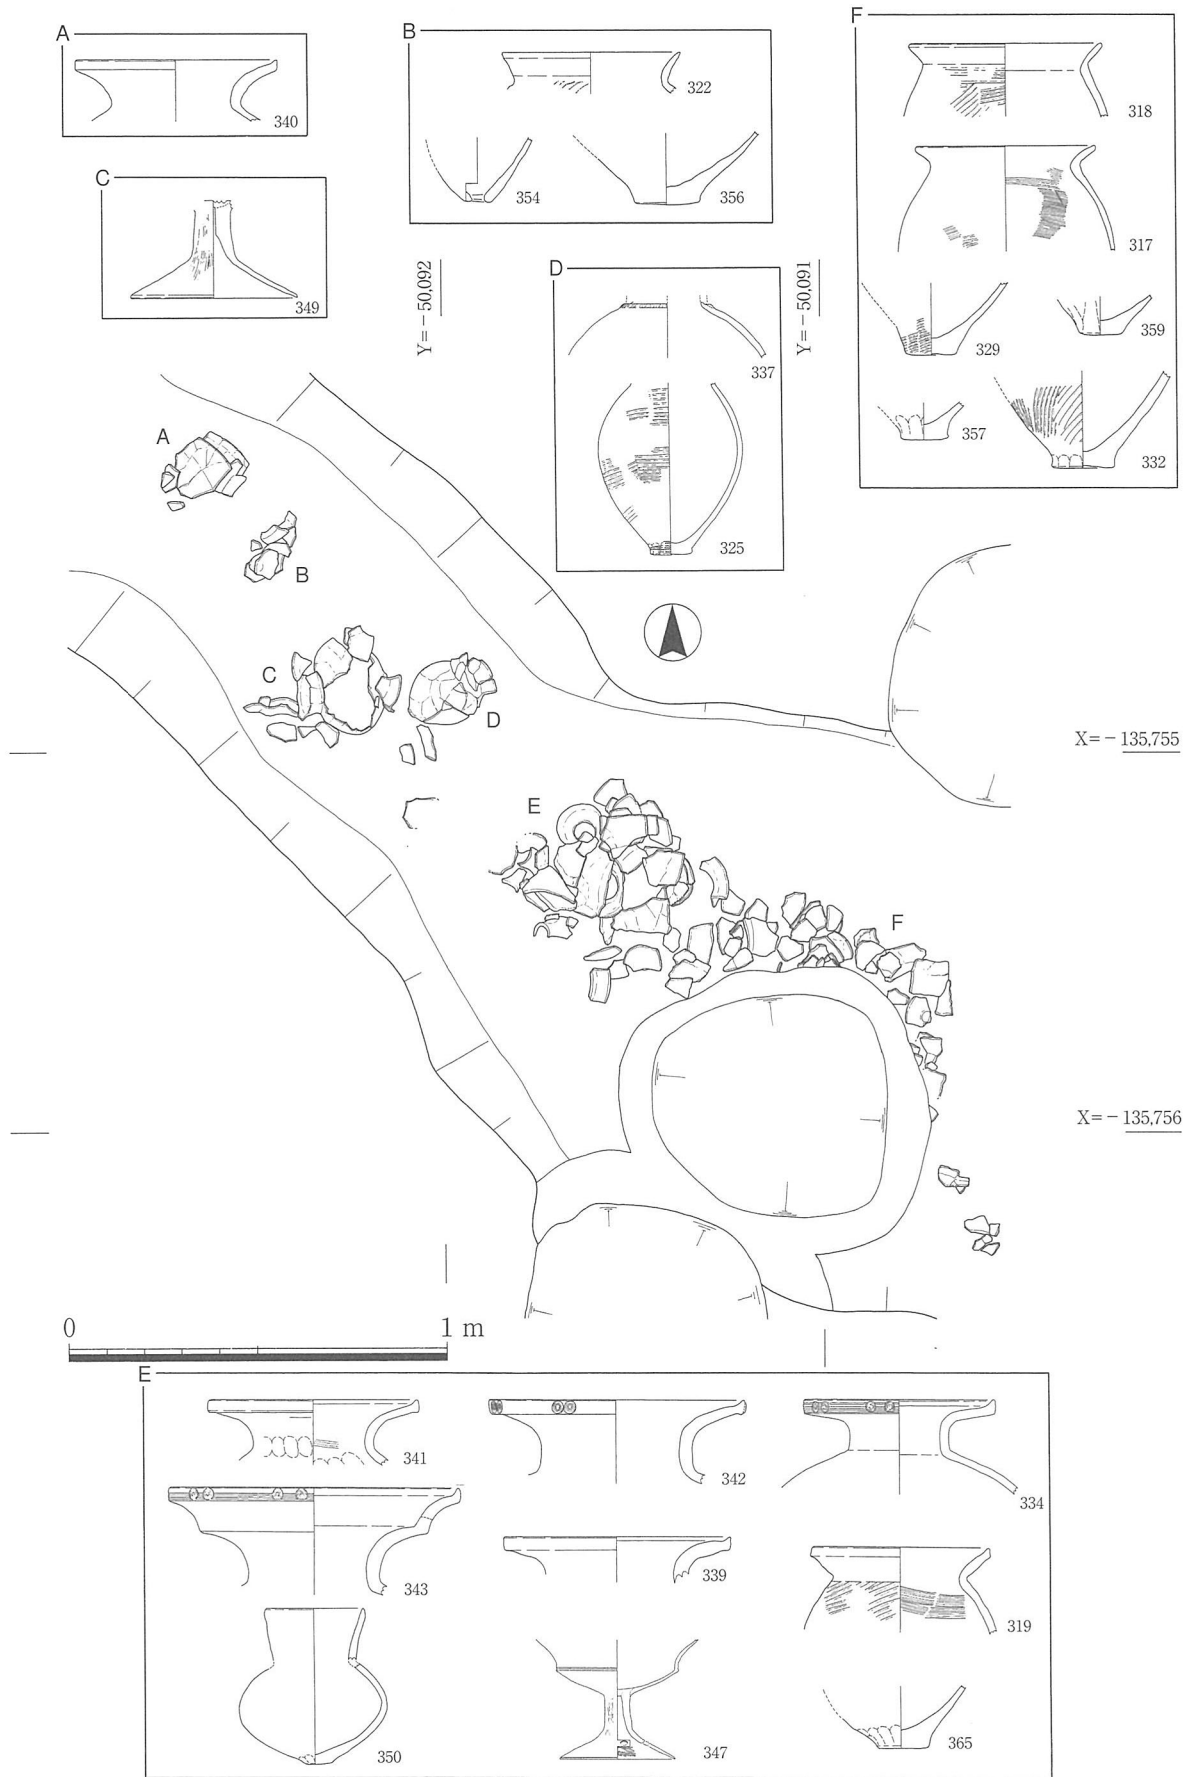 A
340
B
322
354
356
F
318
317
329
359
357
332
C
349
Y=－50,092
D
337
325
Y=－50,091
A
B
C
D
X=－135,755
E
F
X=－135,756
0
1 m
E
341
342
334
343
339
319
350
347
365